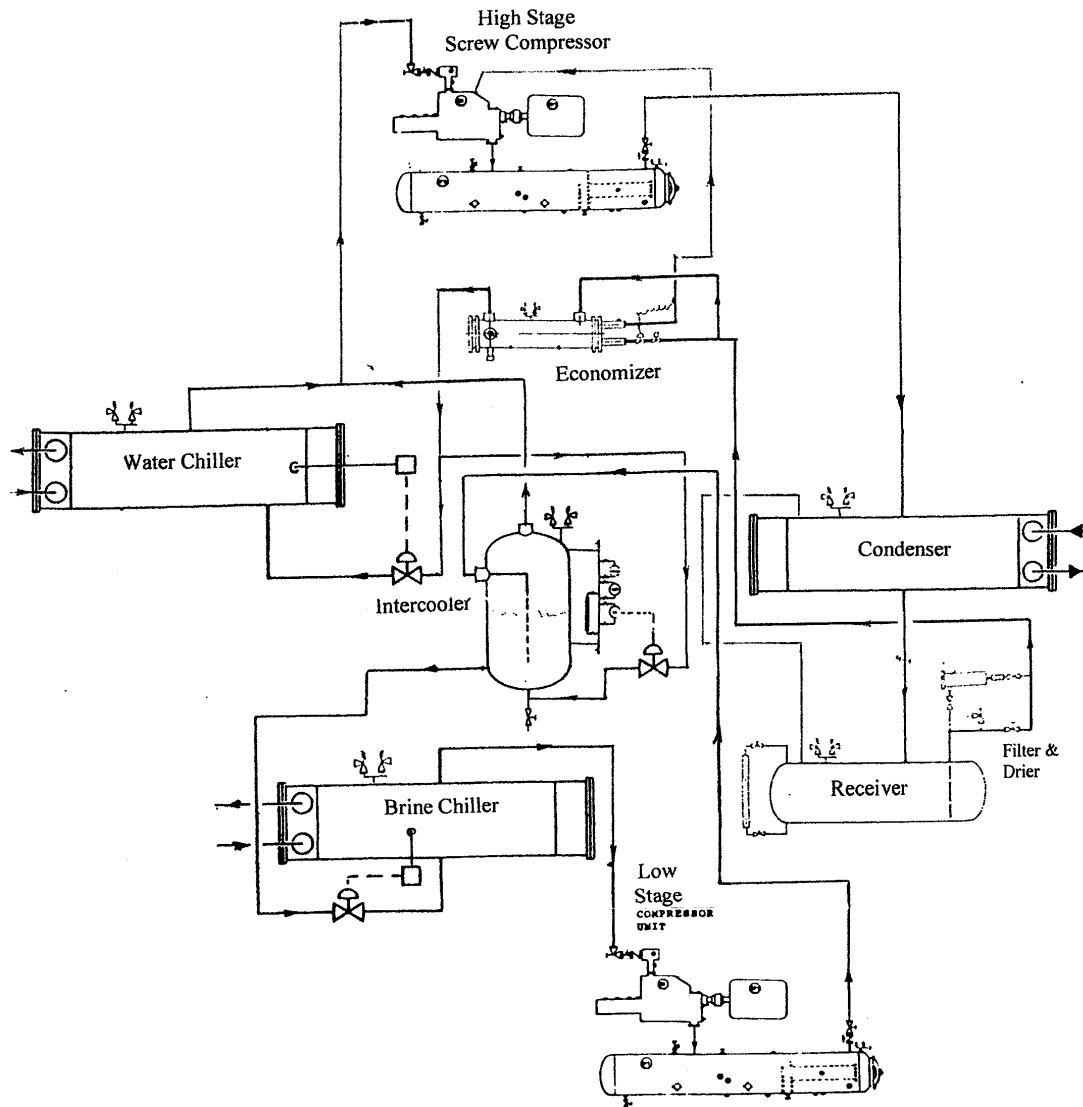 High Stage
Screw Compressor
Economizer
Water Chiller
Condenser
Intercooler
Filter &
Drier
Receiver
Brine Chiller
Low
Stage
COMPRESSOR
UNIT